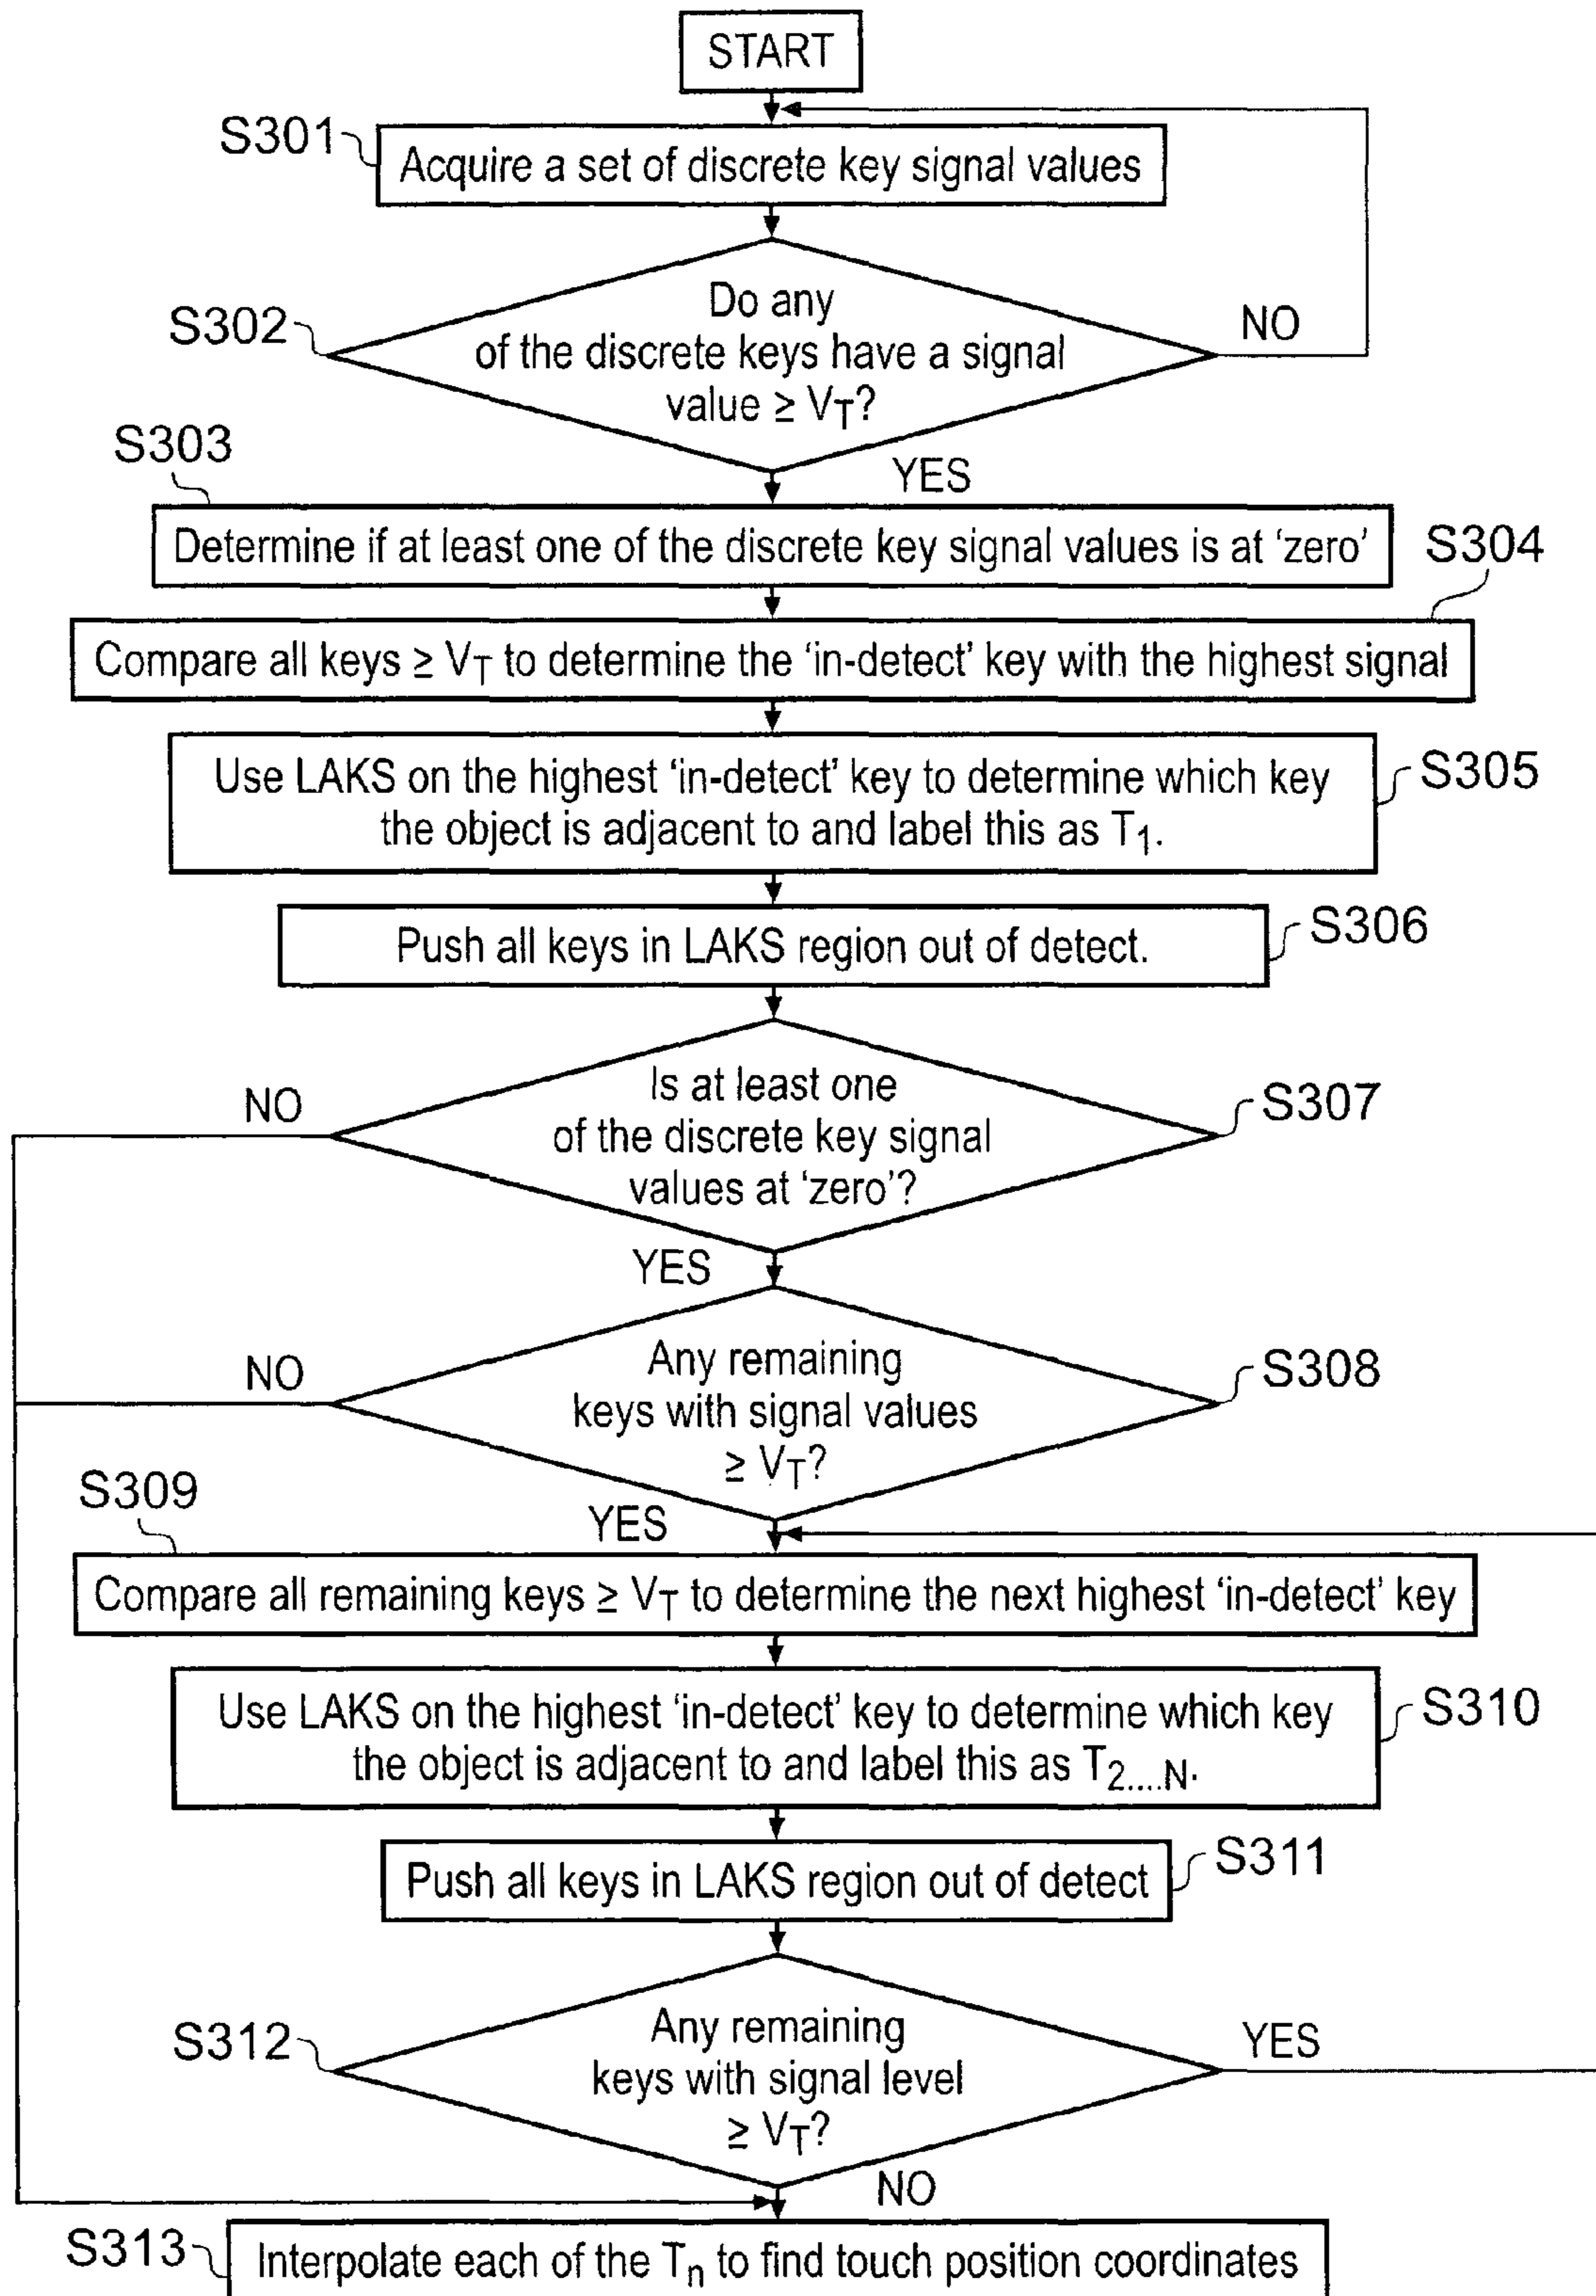 START
S301
Acquire a set of discrete key signal values
S302
Do any
of the discrete keys have a signal
value ≥ VT?
NO
S303
YES
Determine if at least one of the discrete key signal values is at ‘zero’
S304
Compare all keys ≥ VT to determine the ‘in-detect’ key with the highest signal
Use LAKS on the highest ‘in-detect’ key to determine which key
the object is adjacent to and label this as T1.
S305
Push all keys in LAKS region out of detect.
S306
NO
Is at least one
of the discrete key signal
values at ‘zero’?
S307
YES
NO
Any remaining
keys with signal values
≥ VT?
S308
S309
YES
Compare all remaining keys ≥ VT to determine the next highest ‘in-detect’ key
Use LAKS on the highest ‘in-detect’ key to determine which key
the object is adjacent to and label this as T2....N.
S310
Push all keys in LAKS region out of detect
S311
S312
Any remaining
keys with signal level
≥ VT?
YES
NO
S313
Interpolate each of the Tn to find touch position coordinates